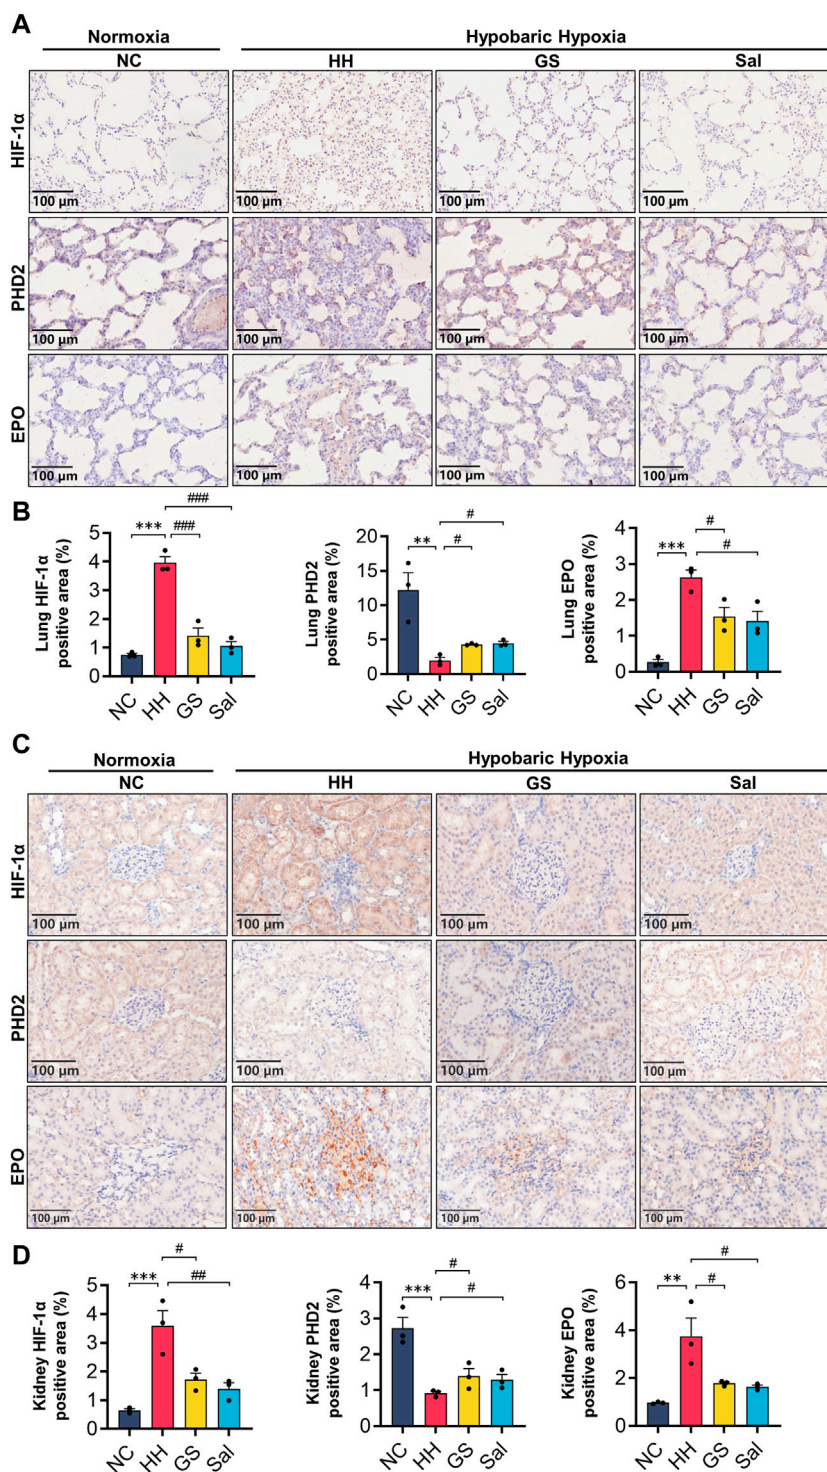 A
Normoxia Hypobaric Hypoxia
NC HH GS Sal
HIF-1α
100 μm 100 μm 100 μm 100 μm
PHD2
100 μm 100 μm 100 μm 100 μm
EPO
100 μm 100 μm 100 μm 100 μm
B
Lung HIF-1α
positive area (%)
5
4
3
2
1
0
*** ### ###
NC HH GS Sal
Lung PHD2
positive area (%)
20
15
10
5
0
** # #
NC HH GS Sal
Lung EPO
positive area (%)
4
3
2
1
0
*** # #
NC HH GS Sal
C
Normoxia Hypobaric Hypoxia
NC HH GS Sal
HIF-1α
100 μm 100 μm 100 μm 100 μm
PHD2
100 μm 100 μm 100 μm 100 μm
EPO
100 μm 100 μm 100 μm 100 μm
D
Kidney HIF-1α
positive area (%)
5
4
3
2
1
0
*** # ##
NC HH GS Sal
Kidney PHD2
positive area (%)
4
3
2
1
0
*** # #
NC HH GS Sal
Kidney EPO
positive area (%)
6
4
2
0
** # #
NC HH GS Sal